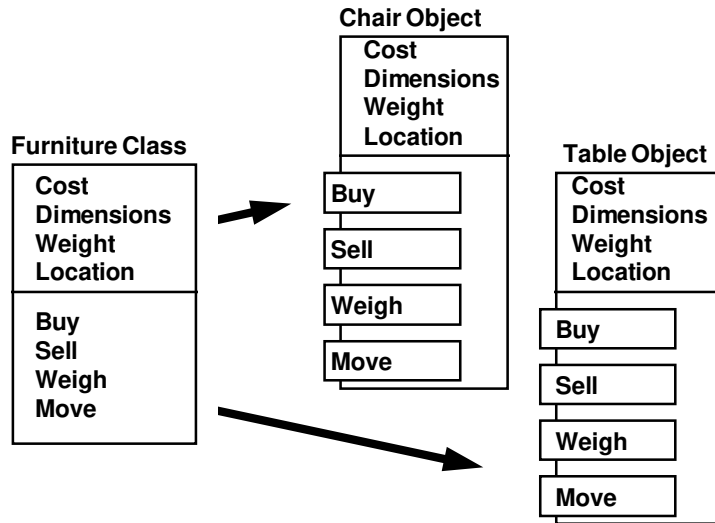 Chair Object
Cost
Dimensions
Weight
Location
Buy
Sell
Weigh
Move
Furniture Class
Cost
Dimensions
Weight
Location
Buy
Sell
Weigh
Move
Table Object
Cost
Dimensions
Weight
Location
Buy
Sell
Weigh
Move